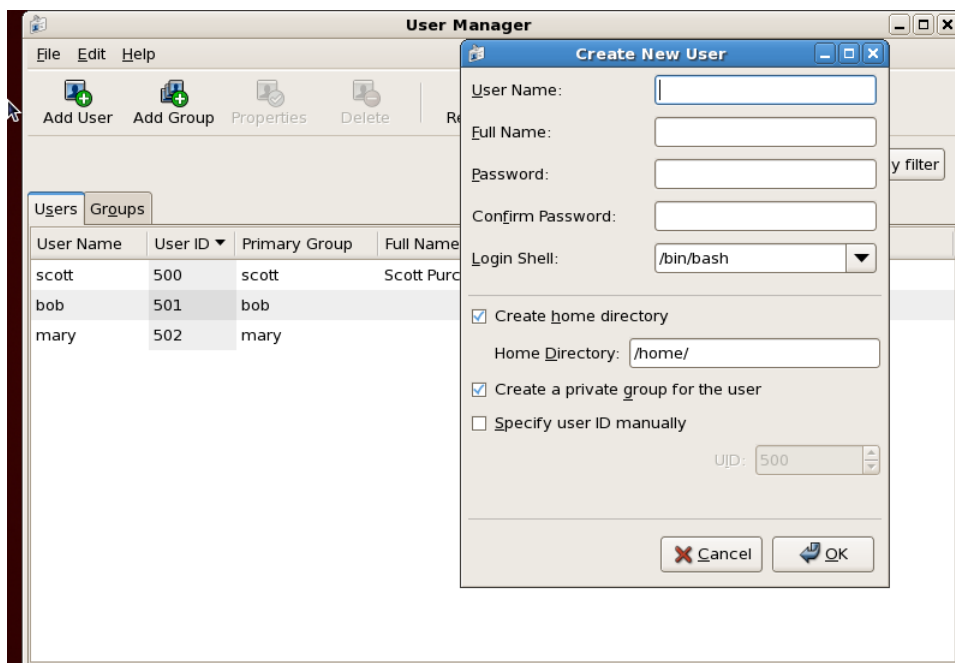 User Manager
File Edit Help
Add User Add Group Properties Delete Re
y filter
Users Groups
User Name User ID Primary Group Full Name
scott 500 scott Scott Purc
bob 501 bob
mary 502 mary
Create New User
User Name:
Full Name:
Password:
Confirm Password:
Login Shell: /bin/bash
Create home directory
Home Directory: /home/
Create a private group for the user
Specify user ID manually
UID: 500
Cancel OK